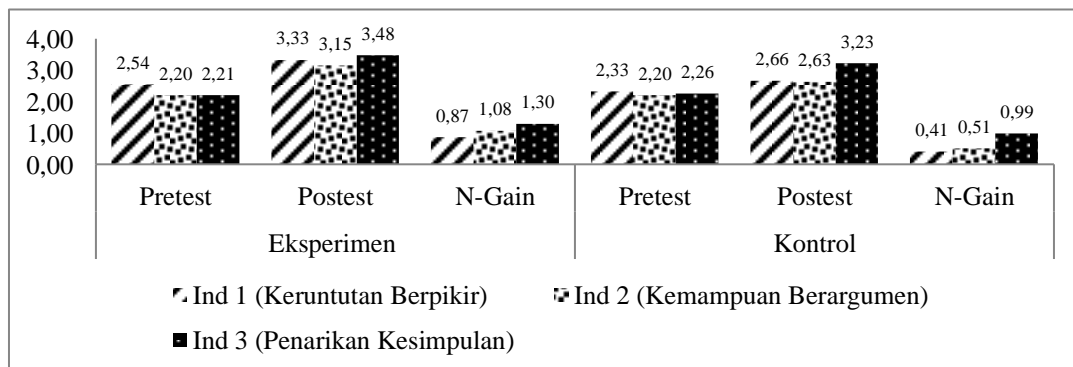 4,00
3,00
2,00
1,00
0,00
2,54 2,20 2,21
3,33 3,15 3,48
0,87 1,08 1,30
2,33 2,20 2,26
2,66 2,63 3,23
0,41 0,51 0,99
Pretest Postest N-Gain Pretest Postest N-Gain
Eksperimen Kontrol
Ind 1 (Keruntutan Berpikir) Ind 2 (Kemampuan Berargumen)
Ind 3 (Penarikan Kesimpulan)